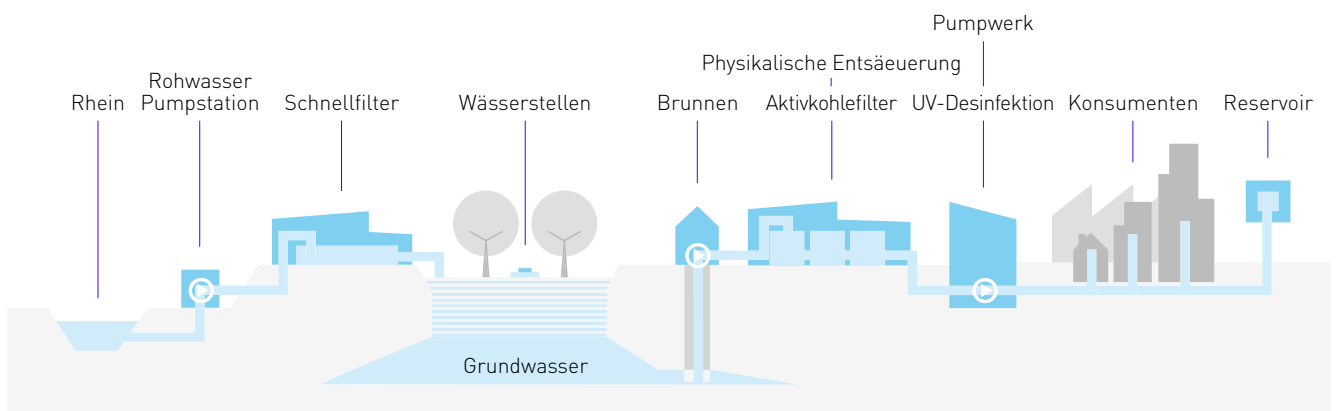 Pumpwerk
Physikalische Entsäeuerung
Rhein
Rohwasser
Pumpstation
Schnellfilter
Wässerstellen
Brunnen
Aktivkohlefilter
UV-Desinfektion
Konsumenten
Reservoir
Grundwasser